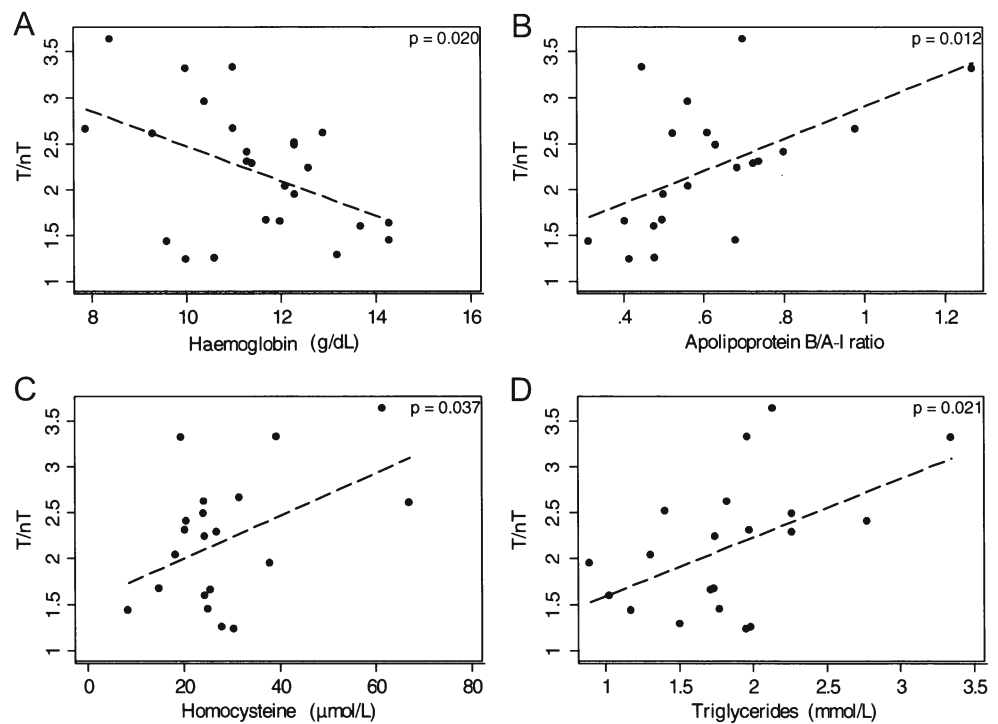 A
p = 0.020
3.5
3
2.5
2
1.5
1
T/nT
8 10 12 14 16
Haemoglobin (g/dL)
B
p = 0.012
3.5
3
2.5
2
1.5
1
T/nT
.4 .6 .8 1 1.2
Apolipoprotein B/A-I ratio
C
p = 0.037
3.5
3
2.5
2
1.5
1
T/nT
0 20 40 60 80
Homocysteine (μmol/L)
D
p = 0.021
3.5
3
2.5
2
1.5
1
T/nT
1 1.5 2 2.5 3 3.5
Triglycerides (mmol/L)